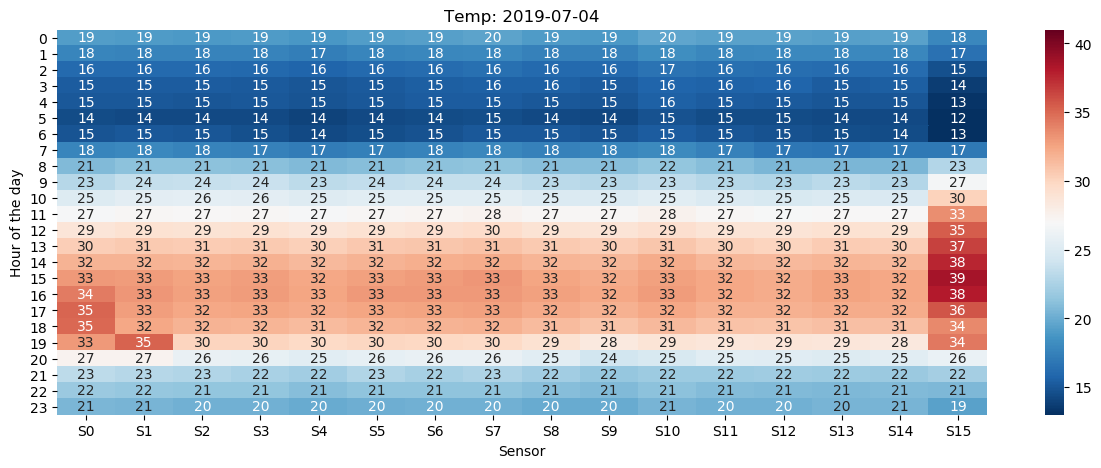 Temp: 2019-07-04
0 19 19 19 19 19 19 19 20 19 19 20 19 19 19 19 18
1 18 18 18 18 17 18 18 18 18 18 18 18 18 18 18 17
2 16 16 16 16 16 16 16 16 16 16 17 16 16 16 16 15
3 15 15 15 15 15 15 15 16 15 15 16 16 16 15 15 14
4 15 15 15 15 15 15 15 15 15 15 16 15 15 15 15 13
5 14 14 14 14 14 14 14 15 14 14 15 15 15 14 14 12
6 15 15 15 15 14 15 15 15 15 15 15 15 15 15 14 13
7 18 18 18 17 17 17 18 18 18 18 18 17 17 17 17 17
8 21 21 21 21 21 21 21 21 21 21 22 21 21 21 21 23
9 23 24 24 24 23 24 24 24 23 23 23 23 23 23 23 27
10 25 25 26 26 25 25 25 25 25 25 25 25 25 25 25 30
11 27 27 27 27 27 27 27 28 27 27 28 27 27 27 27 33
12 29 29 29 29 29 29 29 30 29 29 29 29 29 29 29 35
13 30 31 31 31 30 31 31 31 31 30 31 30 30 31 30 37
14 32 32 32 32 32 32 32 32 32 32 32 32 32 32 32 38
15 33 33 33 33 32 33 33 33 33 32 33 32 32 33 32 39
16 34 33 33 33 32 33 33 33 33 32 33 32 32 33 32 38
17 35 33 32 33 32 32 33 33 32 32 32 32 32 32 32 36
18 35 32 32 32 31 32 32 32 31 31 31 31 31 31 31 34
19 33 35 30 30 30 30 30 30 29 28 29 29 29 29 28 34
20 27 27 26 26 25 26 26 26 25 24 25 25 25 25 25 26
21 23 23 23 22 22 23 22 23 22 22 22 22 22 22 22 22
22 22 22 21 21 21 21 21 21 21 21 21 21 21 21 21 21
23 21 21 20 20 20 20 20 20 20 20 21 20 20 20 21 19
S0 S1 S2 S3 S4 S5 S6 S7 S8 S9 S10 S11 S12 S13 S14 S15
Sensor
Hour of the day
40
35
30
25
20
15